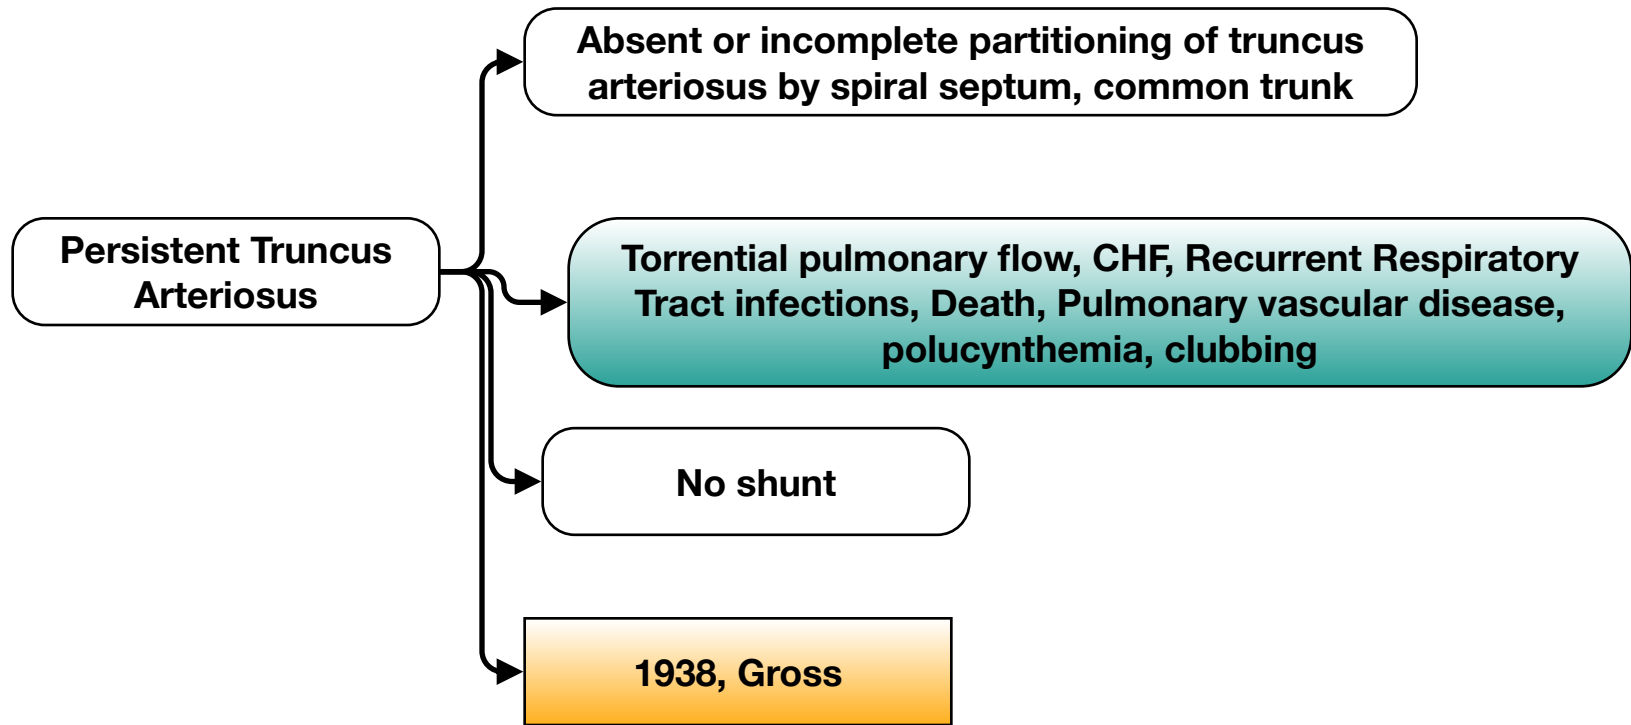 Absent or incomplete partitioning of truncus
arteriosus by spiral septum, common trunk
Persistent Truncus
Arteriosus
Torrential pulmonary flow, CHF, Recurrent Respiratory
Tract infections, Death, Pulmonary vascular disease,
polucynthemia, clubbing
No shunt
1938, Gross